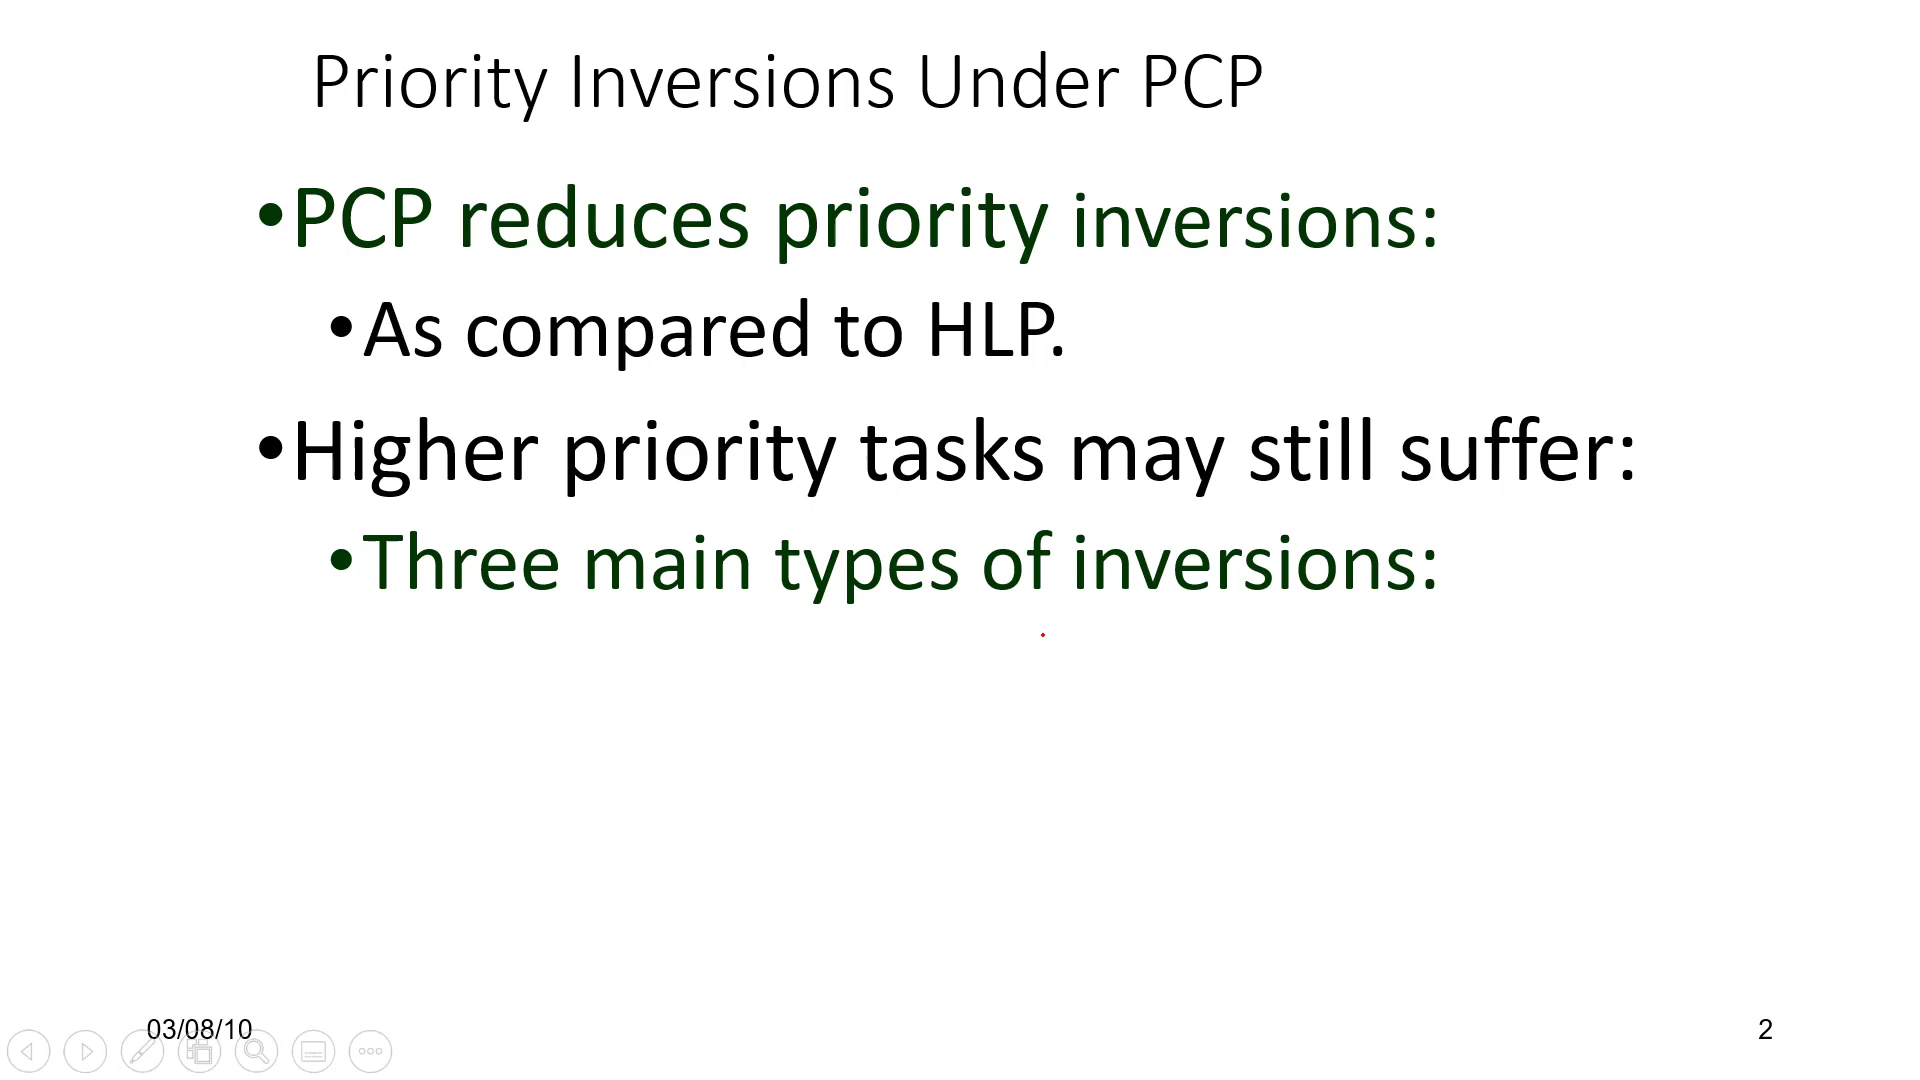 Priority Inversions Under PCP
•PCP reduces priority inversions:
•As compared to HLP.
•Higher priority tasks may still suffer:
•Three main types of inversions:
03/08/10
2